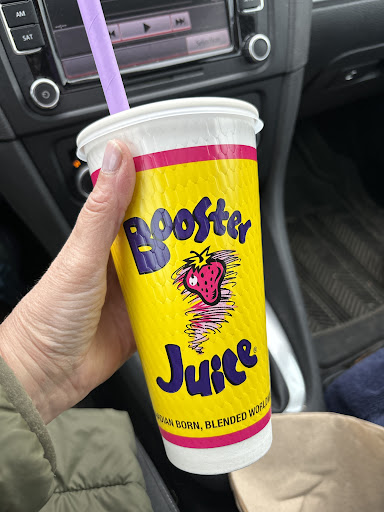 AM
SAT
Booster
Juice
BORN, BLENDED